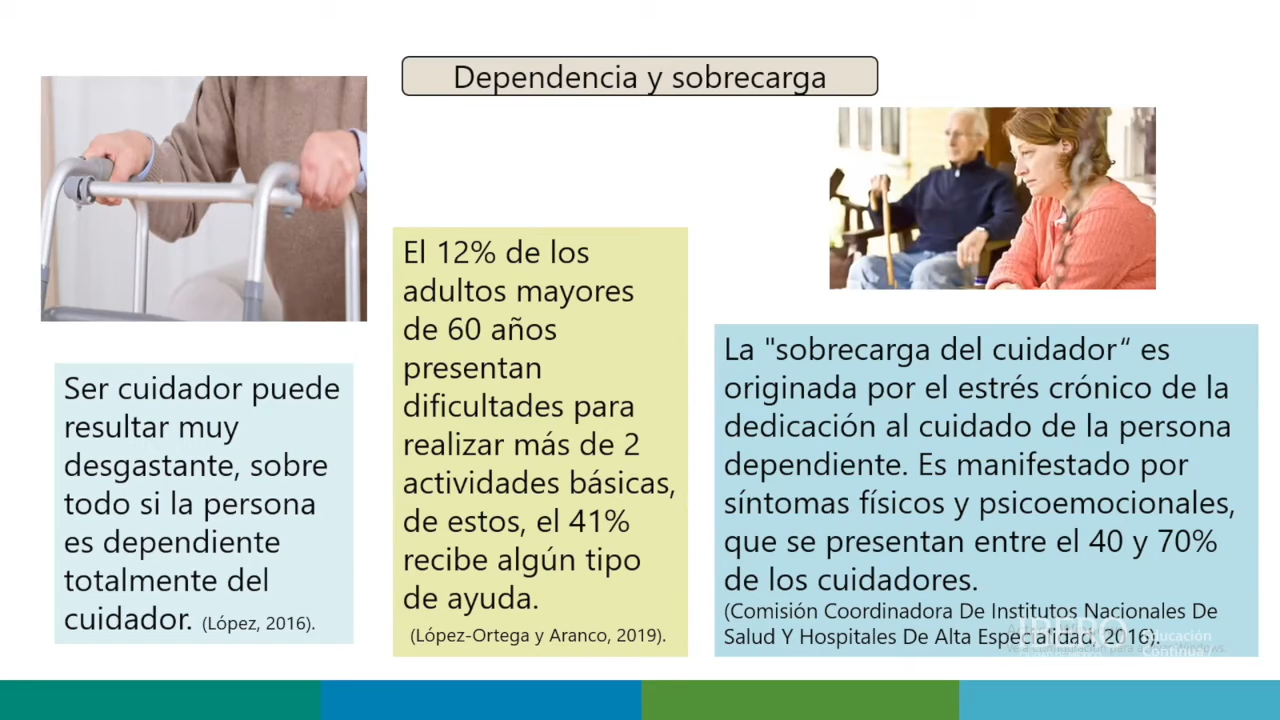 Dependencia y sobrecarga
Ser cuidador puede
resultar muy
desgastante, sobre
todo si la persona
es dependiente
totalmente del
cuidador. (López, 2016).
El 12% de los
adultos mayores
de 60 años
presentan
dificultades para
realizar más de 2
actividades básicas,
de estos, el 41%
recibe algún tipo
de ayuda.
(López-Ortega y Aranco, 2019).
La "sobrecarga del cuidador“ es
originada por el estrés crónico de la
dedicación al cuidado de la persona
dependiente. Es manifestado por
síntomas físicos y psicoemocionales,
que se presentan entre el 40 y 70%
de los cuidadores.
(Comisión Coordinadora De Institutos Nacionales De
Salud Y Hospitales De Alta Especialidad, 2016).
IBERO
Educación
Continua